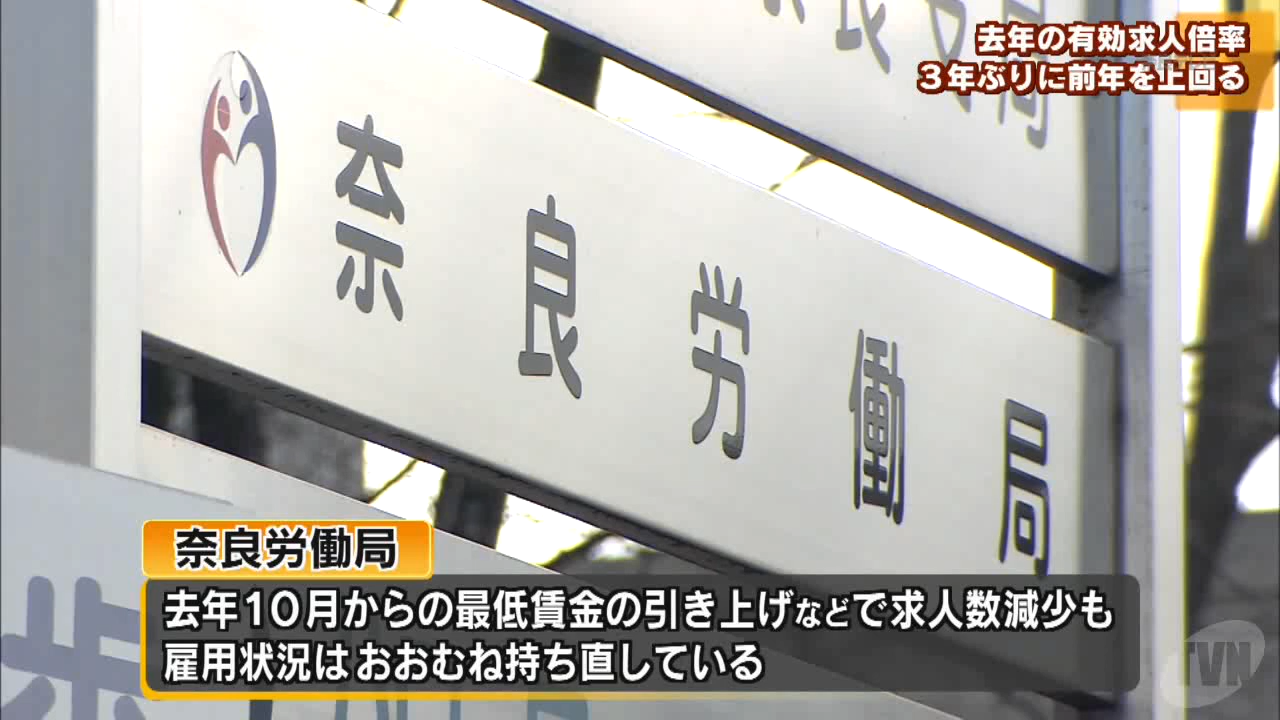 去年の有効求人倍率
3年ぶりに前年を上回る
奈良労働局
奈良労働局
去年10月からの最低賃金の引き上げなどで求人数減少も
雇用状況はおおむね持ち直している
TVN